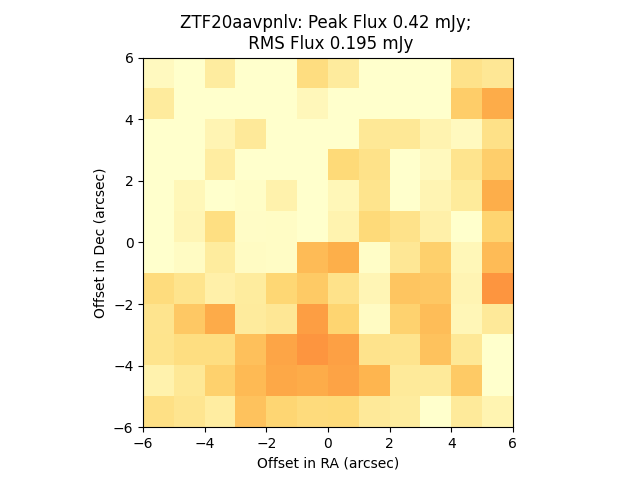 ZTF20aavpnlv: Peak Flux 0.42 mJy;
RMS Flux 0.195 mJy
6
4
2
0
−2
−4
−6
Offset in Dec (arcsec)
−6 −4 −2 0 2 4 6
Offset in RA (arcsec)